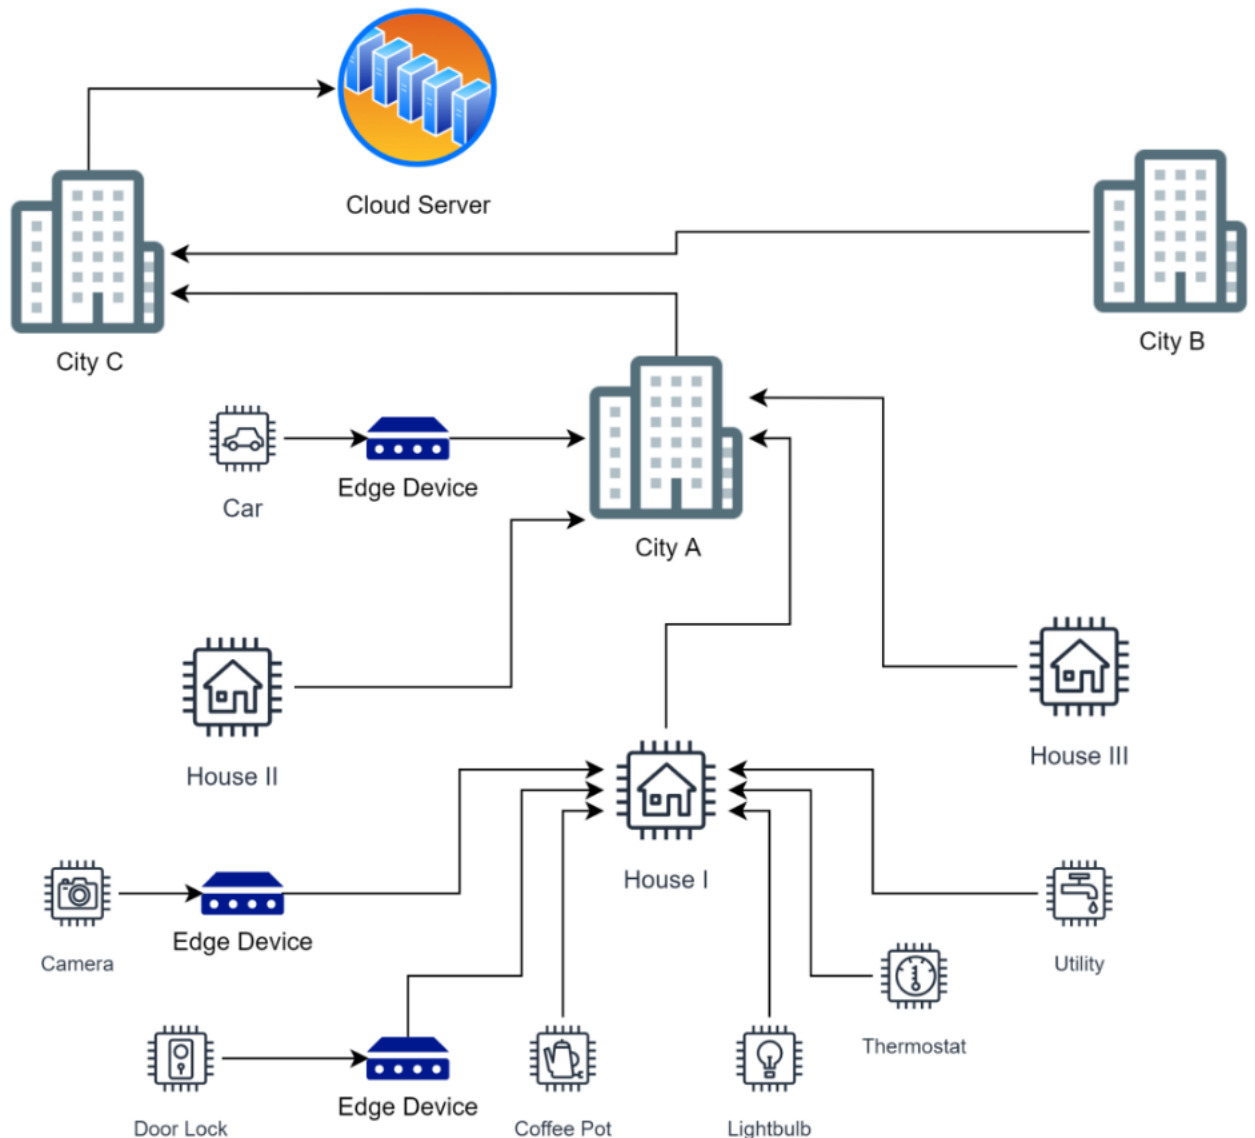 Cloud Server
City B
City C
Edge Device
Car
City A
House III
House II
House I
Edge Device
Camera
Utility
Thermostat
Edge Device
Door Lock
Coffee Pot
Lightbulb